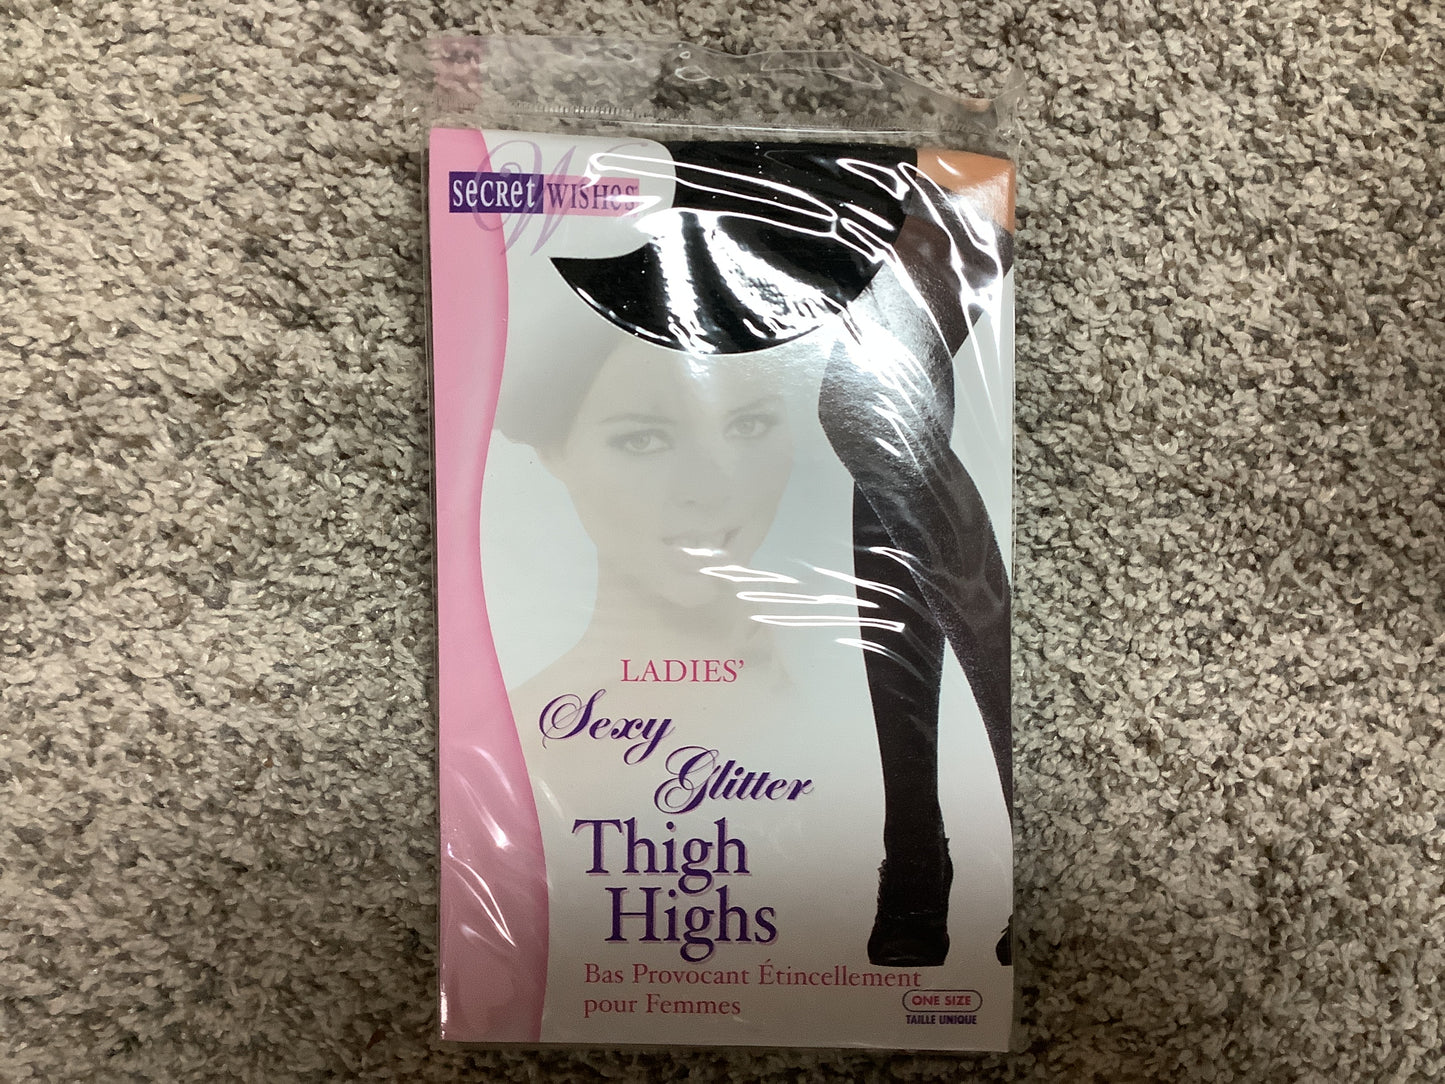 secret WISHes
LADIES'
Sexy
Glitter
Thigh
Highs
Bas Provocant Étincellement
pour Femmes
ONE SIZE
TAILLE UNIQUE